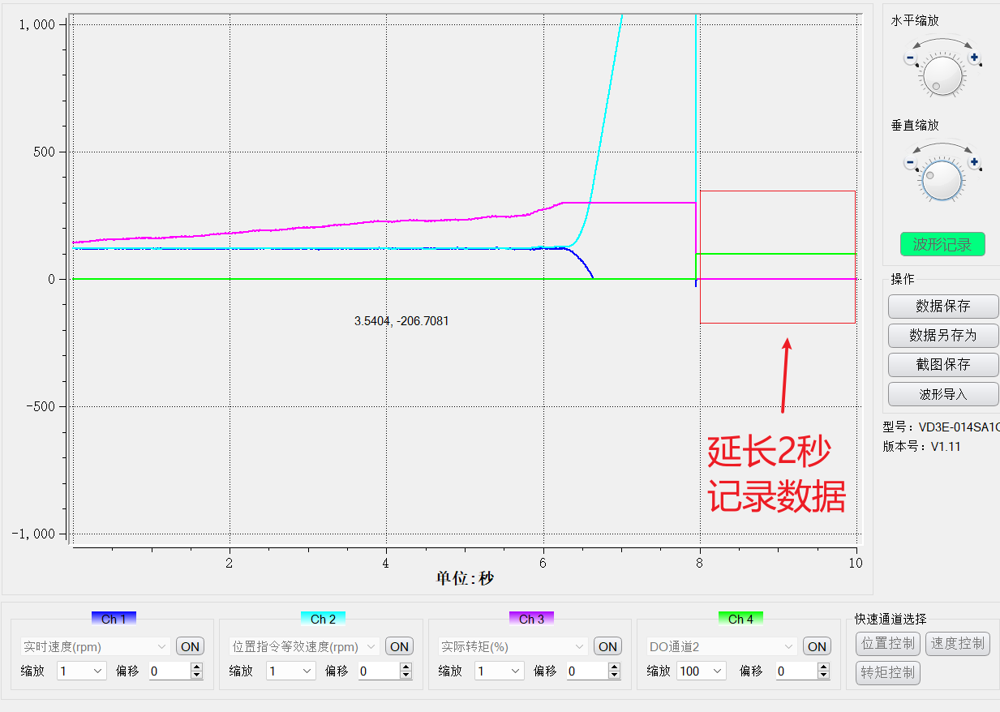 1,000
500
0
-500
-1,000
3.5404, -206.7081
延长2秒
记录数据
2
4
6
8
10
单位:秒
水平缩放
垂直缩放
波形记录
操作
数据保存
数据另存为
截图保存
波形导入
型号：VD3E-014SA1
版本号：V1.11
Ch 1
实时速度(rpm)
ON
缩放
1
偏移
0
Ch 2
位置指令等效速度(rpm)
ON
缩放
1
偏移
0
Ch 3
实际转矩(%)
ON
缩放
1
偏移
0
Ch 4
DO通道2
ON
缩放
100
偏移
0
快速通道选择
位置控制
速度控制
转矩控制